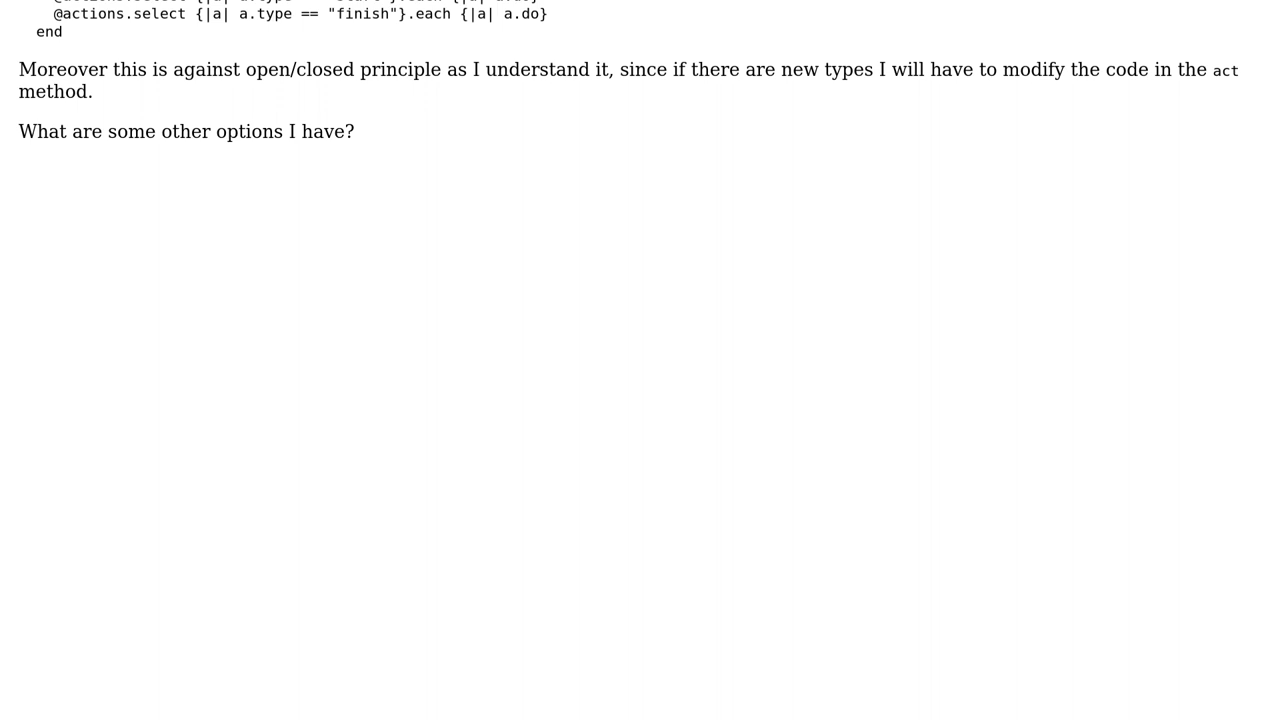 @actions.select {|a| a.type == "finish"}.each {|a| a.do}
end
Moreover this is against open/closed principle as I understand it, since if there are new types I will have to modify the code in the act
method.
What are some other options I have?